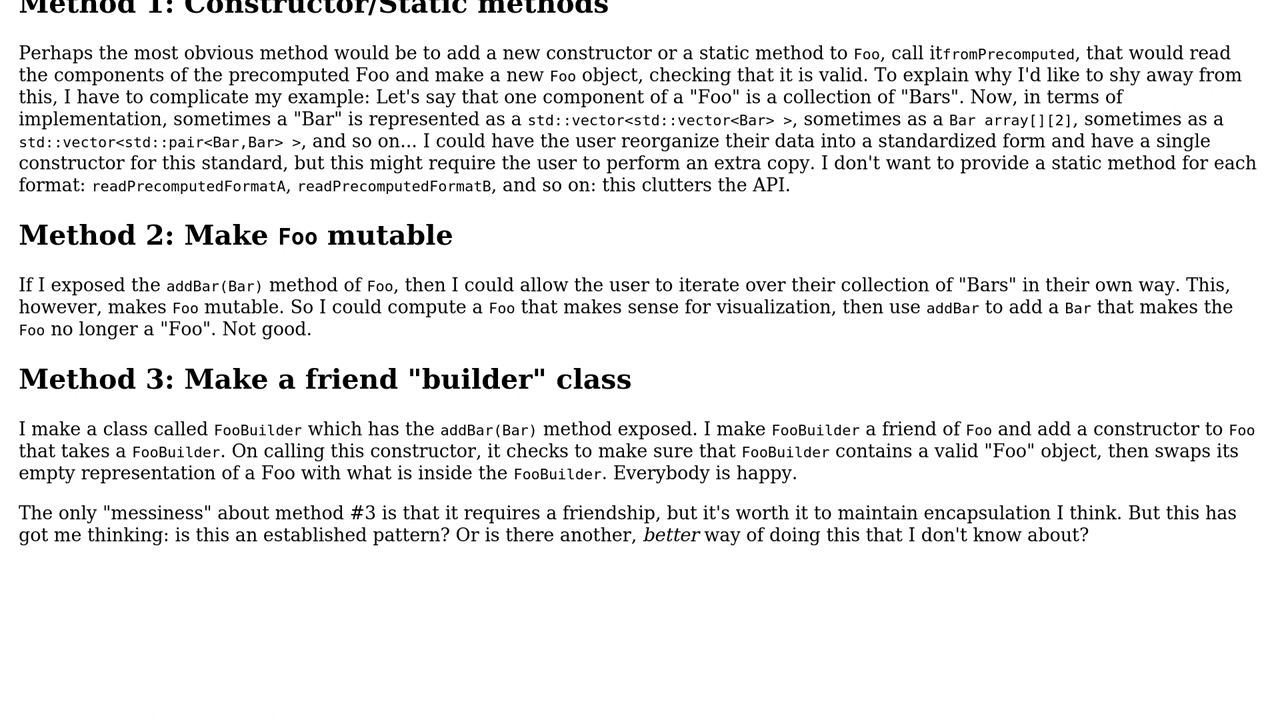 Method 1: Constructor/Static methods
Perhaps the most obvious method would be to add a new constructor or a static method to Foo, call itfromPrecomputed, that would read
the components of the precomputed Foo and make a new Foo object, checking that it is valid. To explain why I'd like to shy away from
this, I have to complicate my example: Let's say that one component of a "Foo" is a collection of "Bars". Now, in terms of
implementation, sometimes a "Bar" is represented as a std::vector<std::vector<Bar> >, sometimes as a Bar array[][2], sometimes as a
std::vector<std::pair<Bar,Bar> >, and so on... I could have the user reorganize their data into a standardized form and have a single
constructor for this standard, but this might require the user to perform an extra copy. I don't want to provide a static method for each
format: readPrecomputedFormatA, readPrecomputedFormatB, and so on: this clutters the API.
Method 2: Make Foo mutable
If I exposed the addBar(Bar) method of Foo, then I could allow the user to iterate over their collection of "Bars" in their own way. This,
however, makes Foo mutable. So I could compute a Foo that makes sense for visualization, then use addBar to add a Bar that makes the
Foo no longer a "Foo". Not good.
Method 3: Make a friend "builder" class
I make a class called FooBuilder which has the addBar(Bar) method exposed. I make FooBuilder a friend of Foo and add a constructor to Foo
that takes a FooBuilder. On calling this constructor, it checks to make sure that FooBuilder contains a valid "Foo" object, then swaps its
empty representation of a Foo with what is inside the FooBuilder. Everybody is happy.
The only "messiness" about method #3 is that it requires a friendship, but it's worth it to maintain encapsulation I think. But this has
got me thinking: is this an established pattern? Or is there another, better way of doing this that I don't know about?